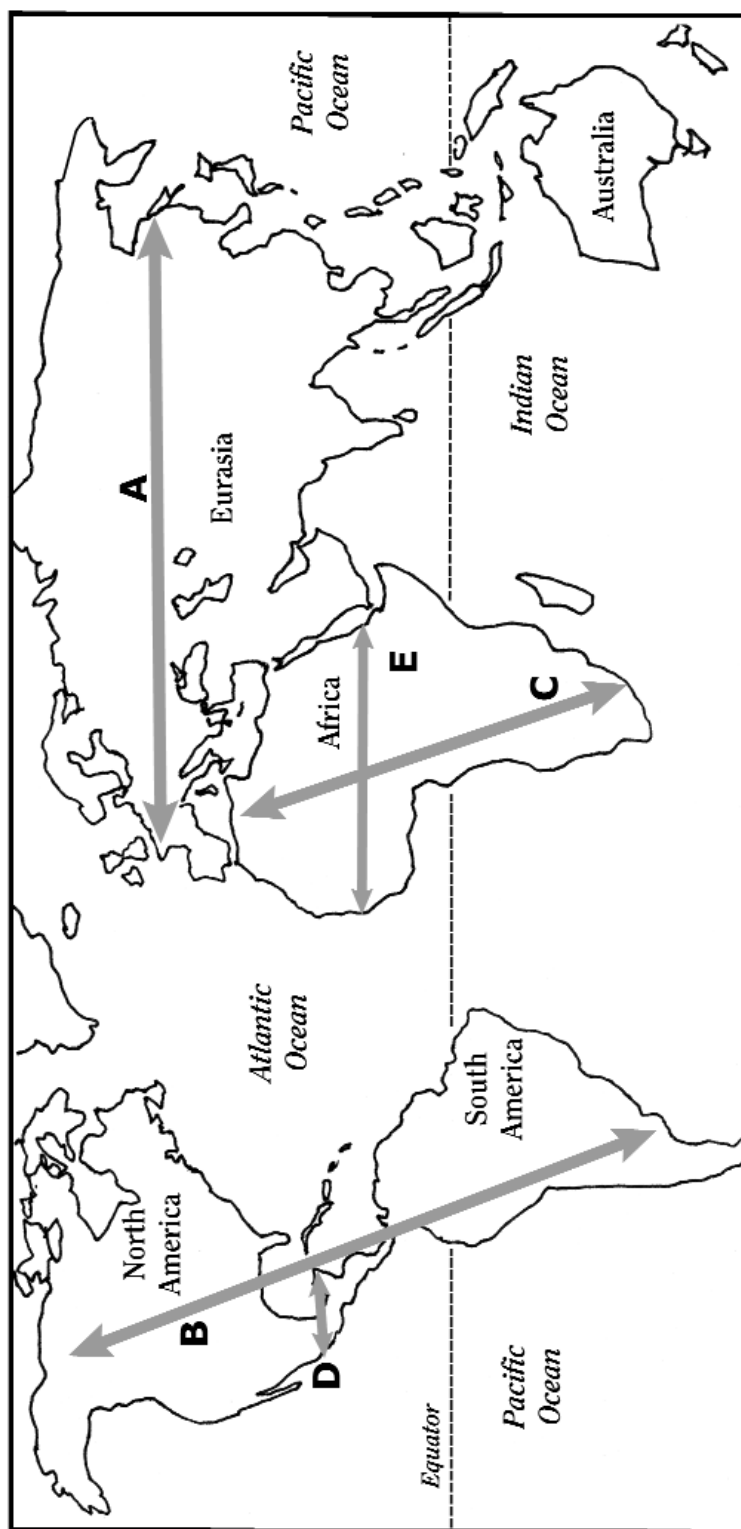 A
Eurasia
Pacific
Ocean
North
America
B
Atlantic
Ocean
D
Africa
E
C
Equator
South
America
Pacific
Ocean
Indian
Ocean
Australia